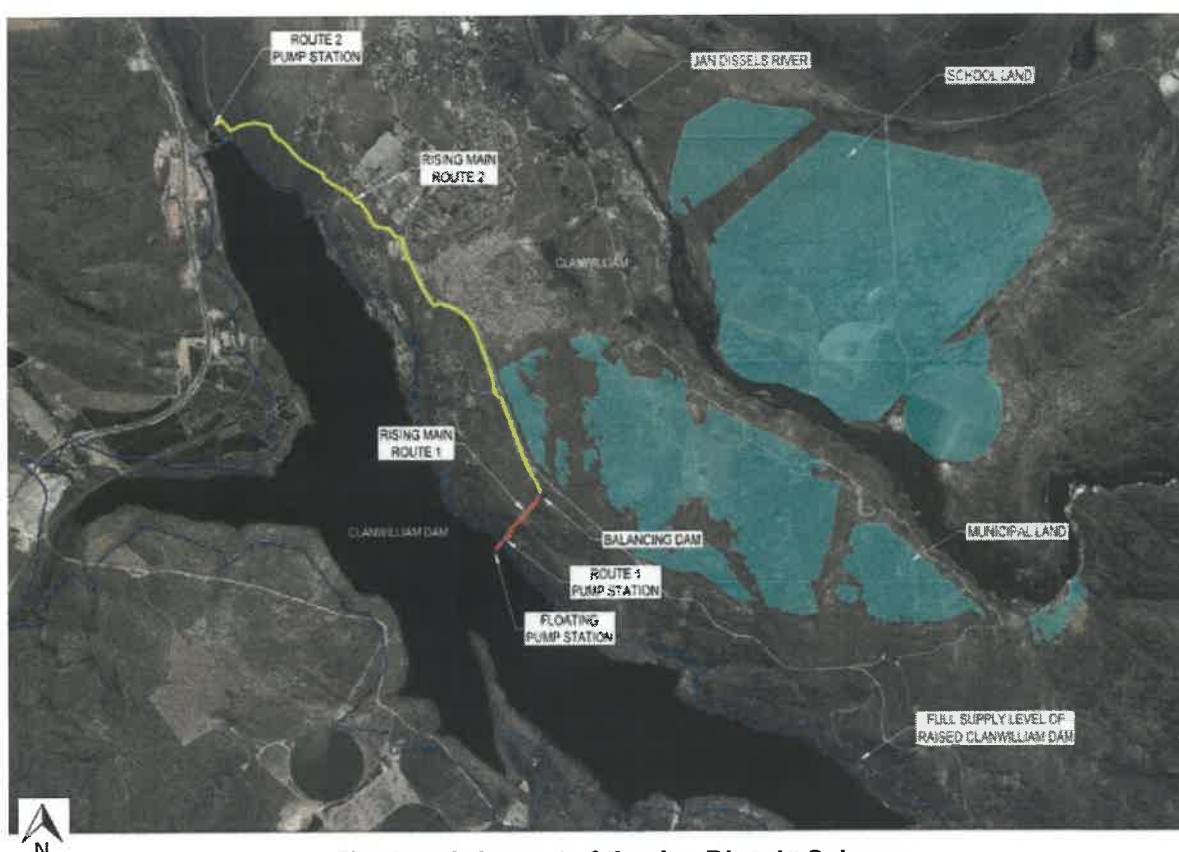 ROUTE 2
PUMP STATION
JAN DISSELS RIVER
SCHOOL LAND
RISING MAIN
ROUTE 2
CLANWILLIAM
RISING MAIN
ROUTE 1
CLANWILLIAM DAM
BALANCING DAM
MUNICIPAL LAND
ROUTE 1
PUMP STATION
FLOATING
PUMP STATION
FULL SUPPLY LEVEL OF
RAISED CLANWILLIAM DAM
N